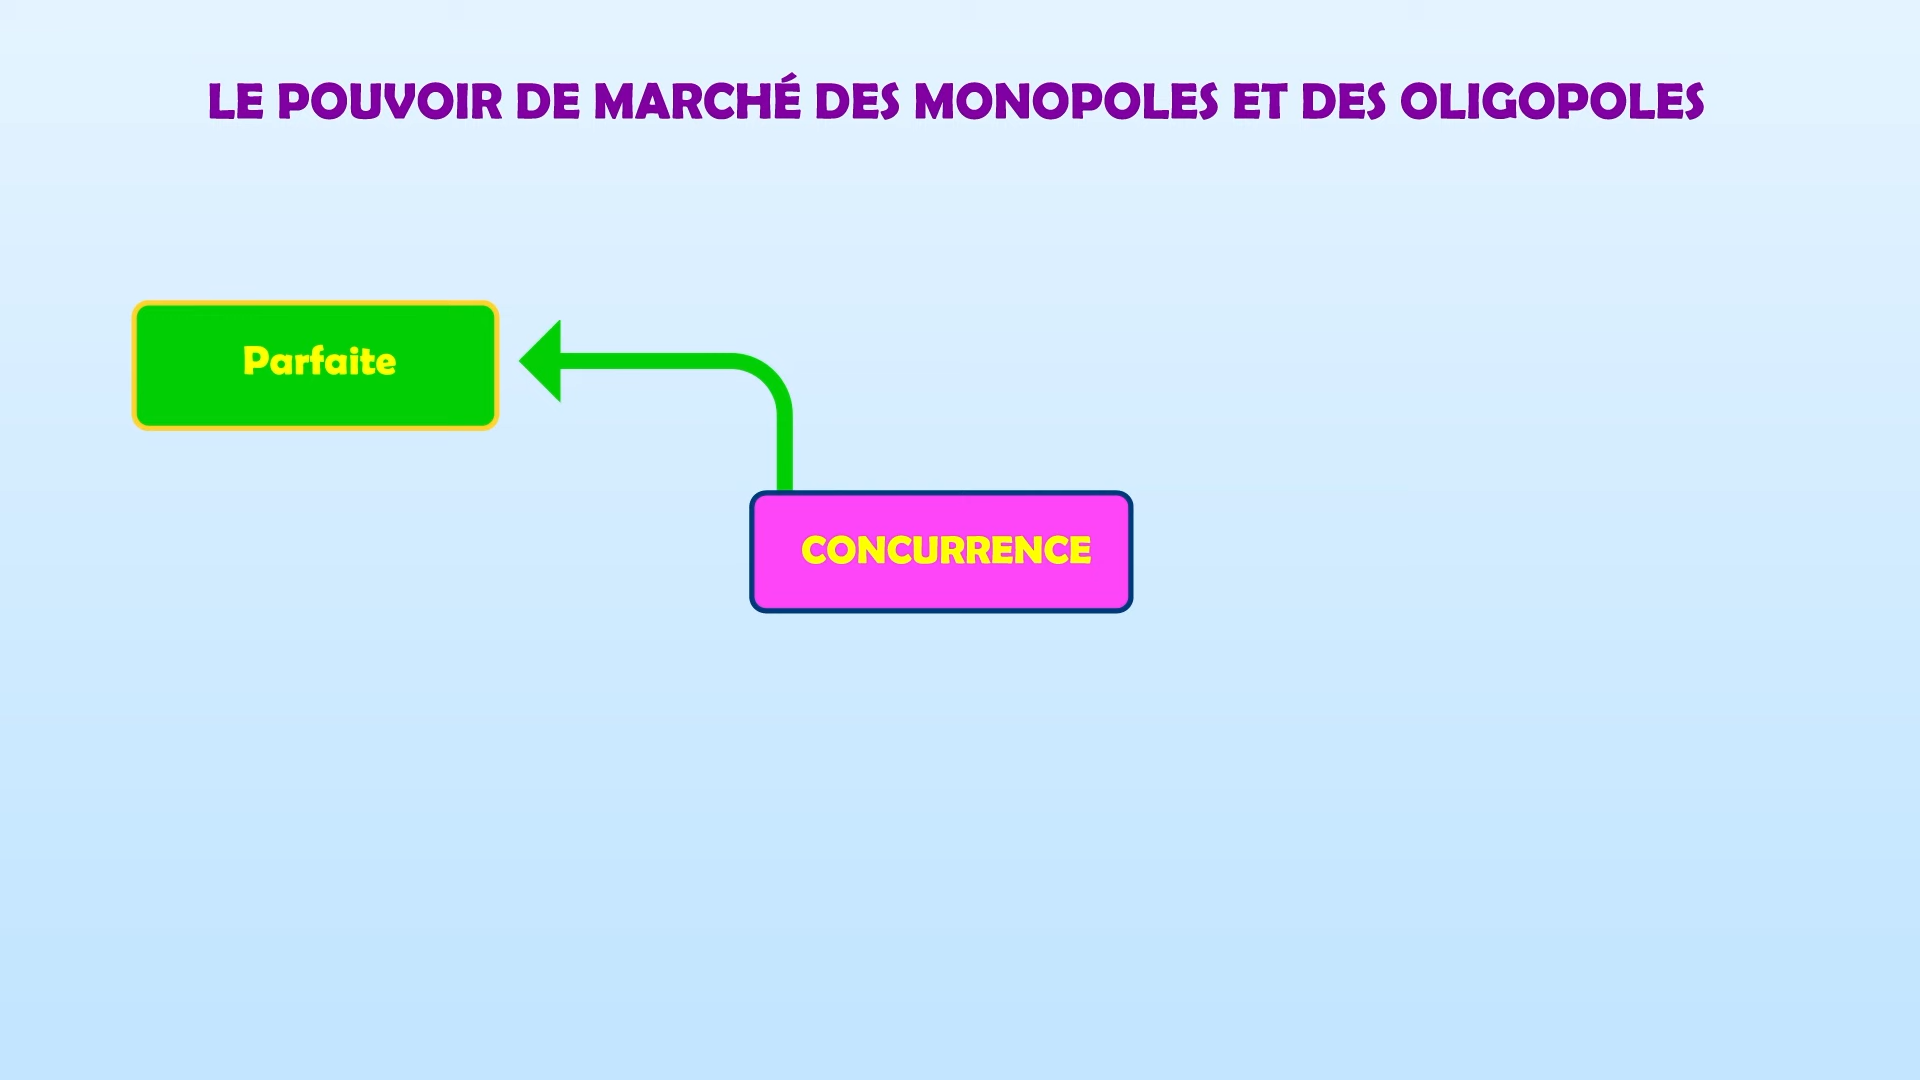 LE POUVOIR DE MARCHÉ DES MONOPOLES ET DES OLIGOPOLES
Parfaite
CONCURRENCE